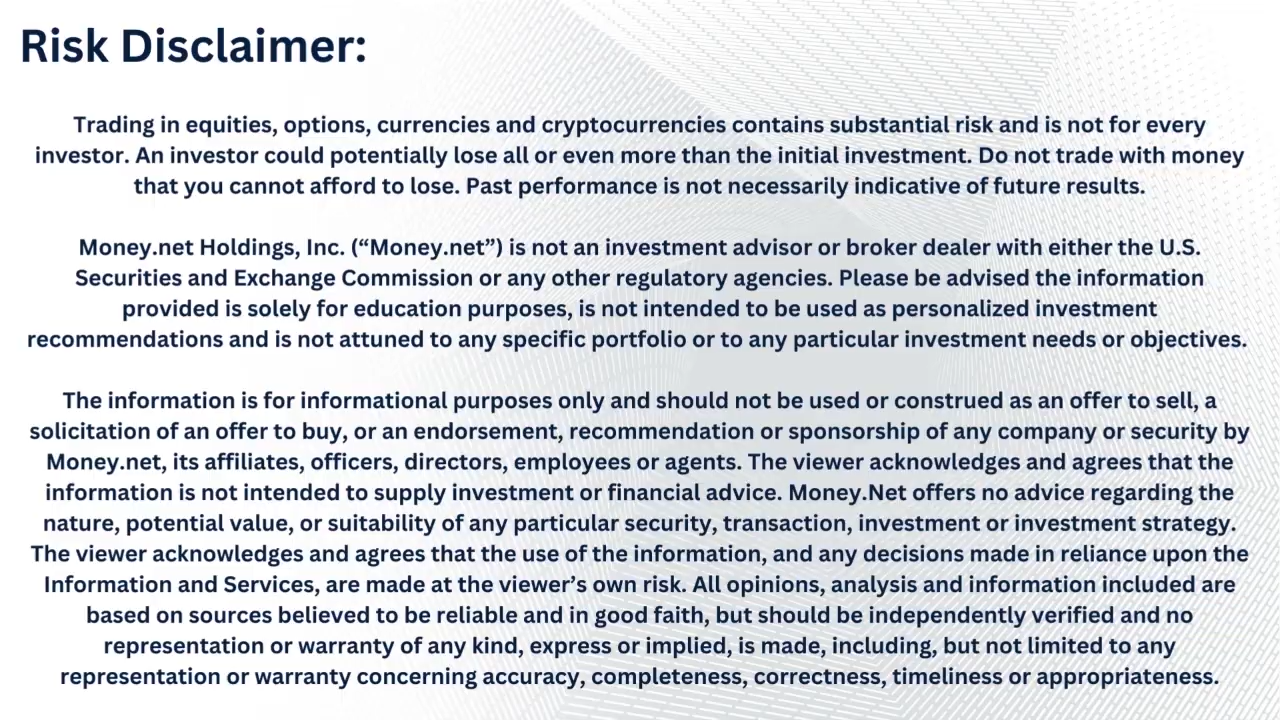 Risk Disclaimer:
Trading in equities, options, currencies and cryptocurrencies contains substantial risk and is not for every
investor. An investor could potentially lose all or even more than the initial investment. Do not trade with money
that you cannot afford to lose. Past performance is not necessarily indicative of future results.
Money.net Holdings, Inc. (“Money.net”) is not an investment advisor or broker dealer with either the U.S.
Securities and Exchange Commission or any other regulatory agencies. Please be advised the information
provided is solely for education purposes, is not intended to be used as personalized investment
recommendations and is not attuned to any specific portfolio or to any particular investment needs or objectives.
The information is for informational purposes only and should not be used or construed as an offer to sell, a
solicitation of an offer to buy, or an endorsement, recommendation or sponsorship of any company or security by
Money.net, its affiliates, officers, directors, employees or agents. The viewer acknowledges and agrees that the
information is not intended to supply investment or financial advice. Money.Net offers no advice regarding the
nature, potential value, or suitability of any particular security, transaction, investment or investment strategy.
The viewer acknowledges and agrees that the use of the information, and any decisions made in reliance upon the
Information and Services, are made at the viewer’s own risk. All opinions, analysis and information included are
based on sources believed to be reliable and in good faith, but should be independently verified and no
representation or warranty of any kind, express or implied, is made, including, but not limited to any
representation or warranty concerning accuracy, completeness, correctness, timeliness or appropriateness.